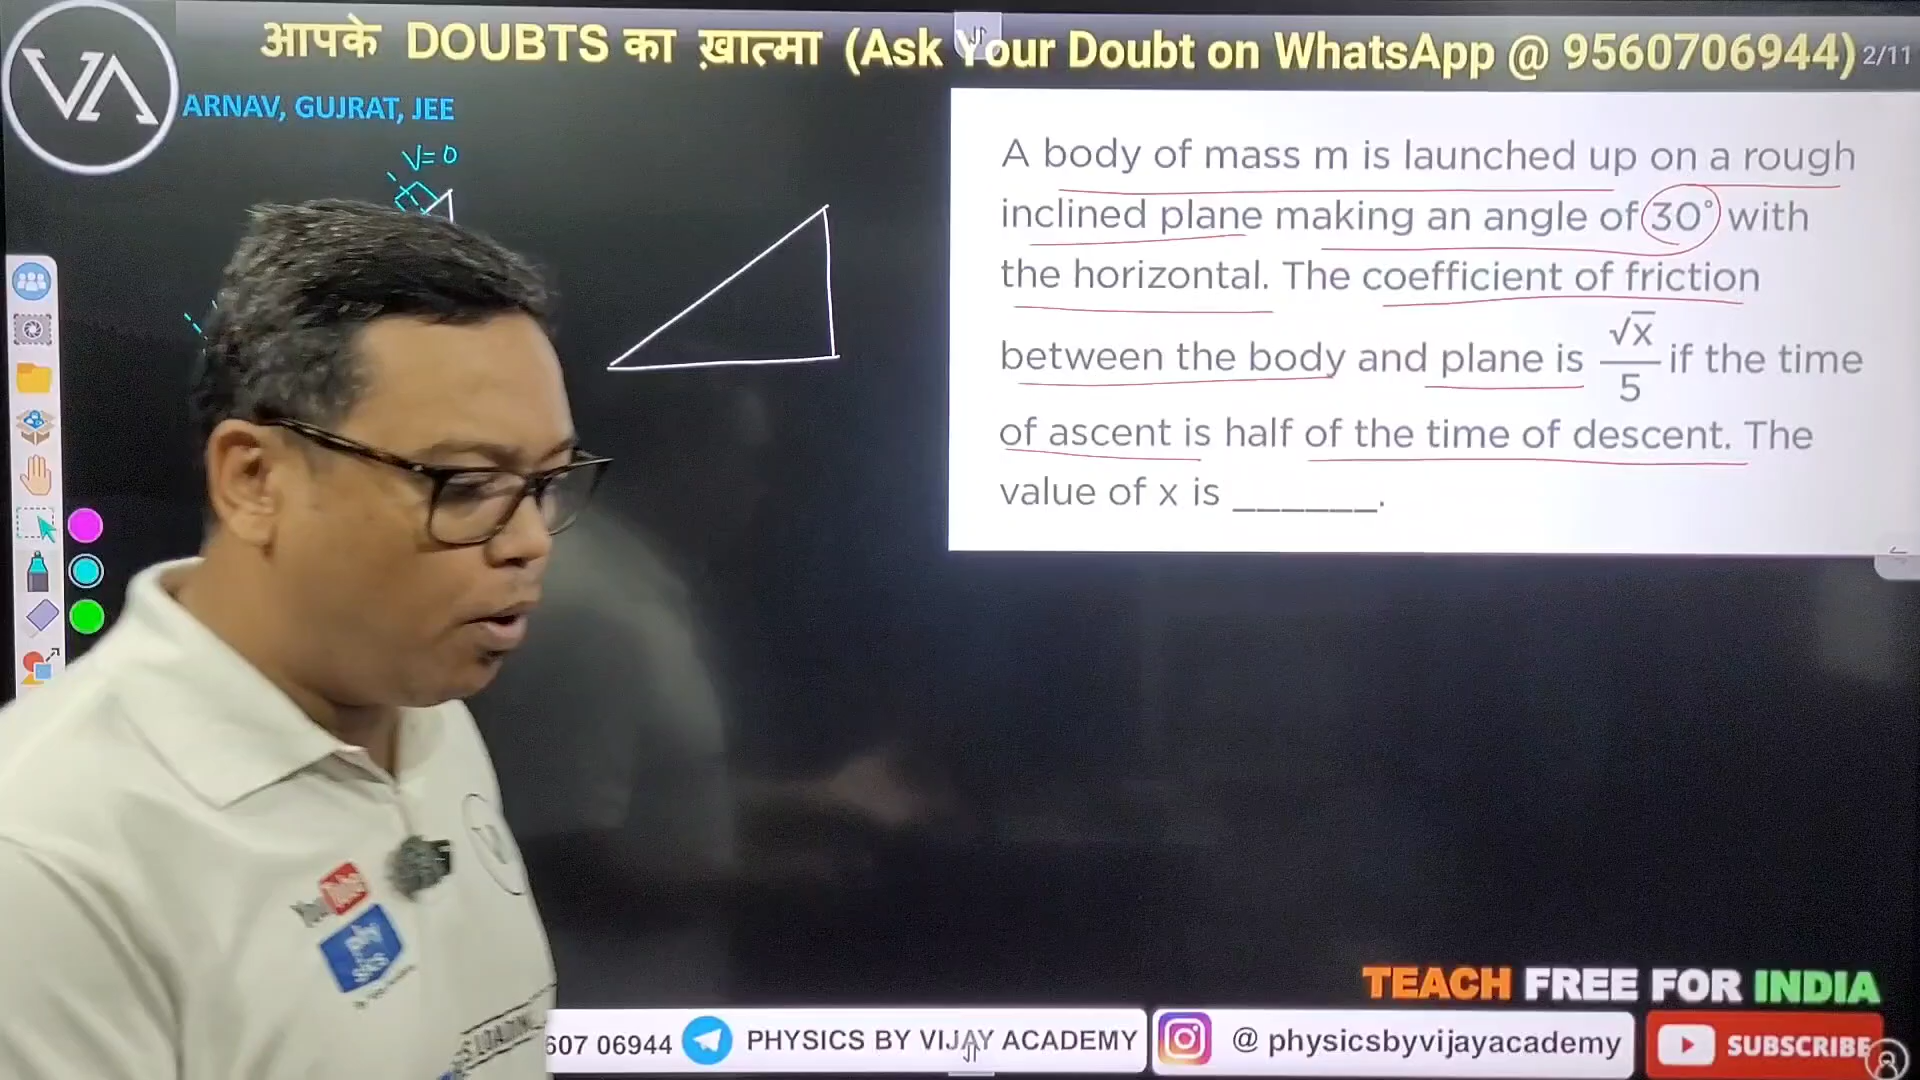 आपके DOUBTS का ख़ात्मा (Ask Your Doubt on WhatsApp @ 9560706944)
2/11
VA
ARNAV, GUJRAT, JEE
V=0
A body of mass m is launched up on a rough
inclined plane making an angle of 30° with
the horizontal. The coefficient of friction
between the body and plane is √x/5 if the time
of ascent is half of the time of descent. The
value of x is ______.
TEACH FREE FOR INDIA
607 06944 PHYSICS BY VIJAY ACADEMY @ physicsbyvijayacademy SUBSCRIBE